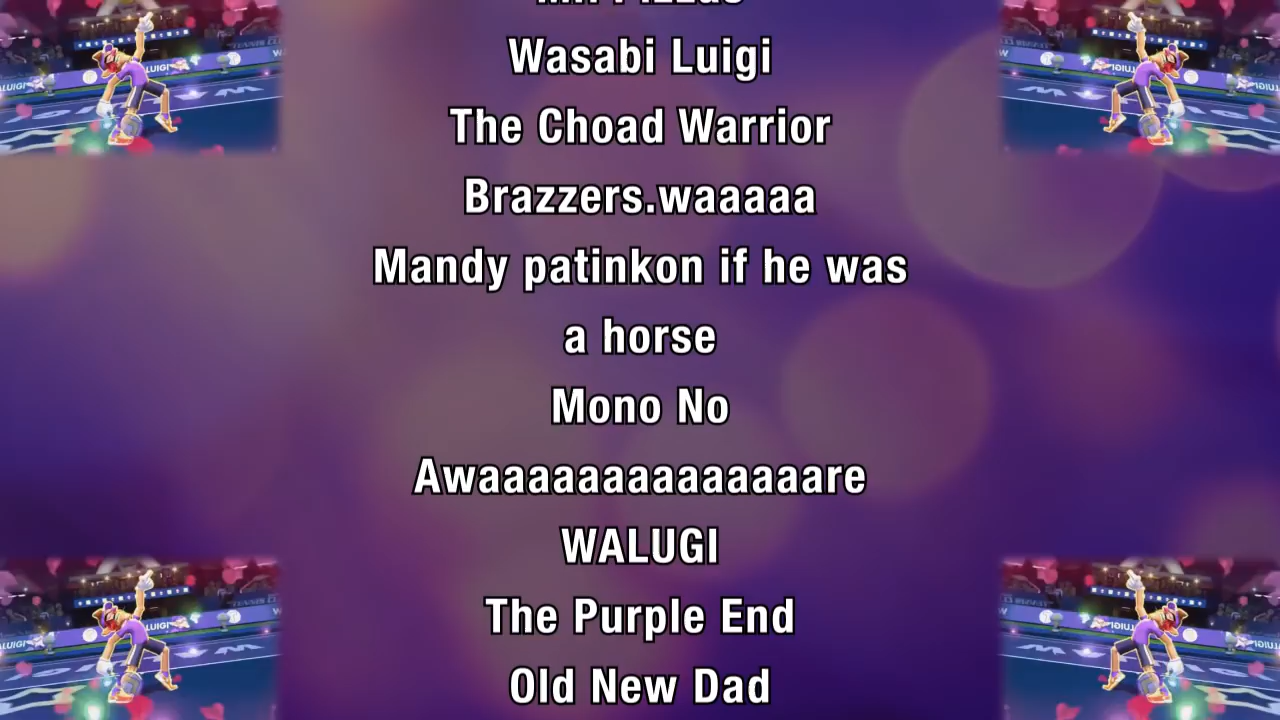 Wasabi Luigi
The Choad Warrior
Brazzers.waaaaa
Mandy patinkon if he was
a horse
Mono No
Awaaaaaaaaaaaaaare
WALUGI
The Purple End
Old New Dad